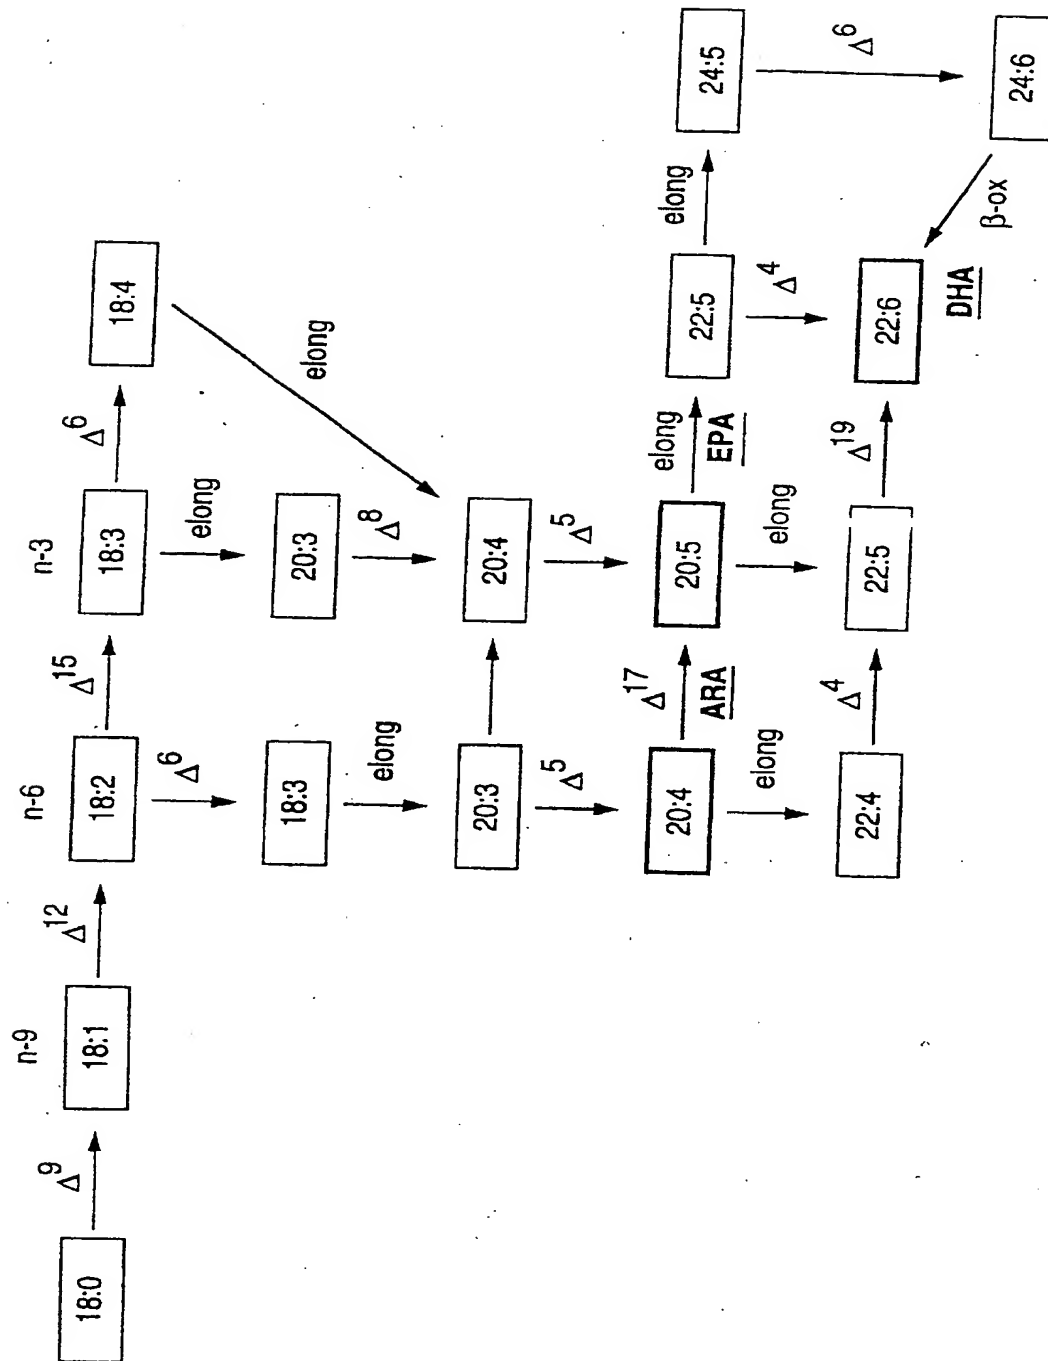 n-9 n-6 n-3
18:0 Δ9 18:1 Δ12 18:2 Δ15 18:3 Δ6 18:4
Δ6 elong elong
18:3 20:3
elong Δ8
20:3 20:4
Δ5 Δ5
20:4 Δ17 20:5 elong 22:5 elong 24:5
ARA EPA
elong elong Δ4 Δ6
22:4 Δ4 22:5 Δ19 22:6 β-ox 24:6
DHA